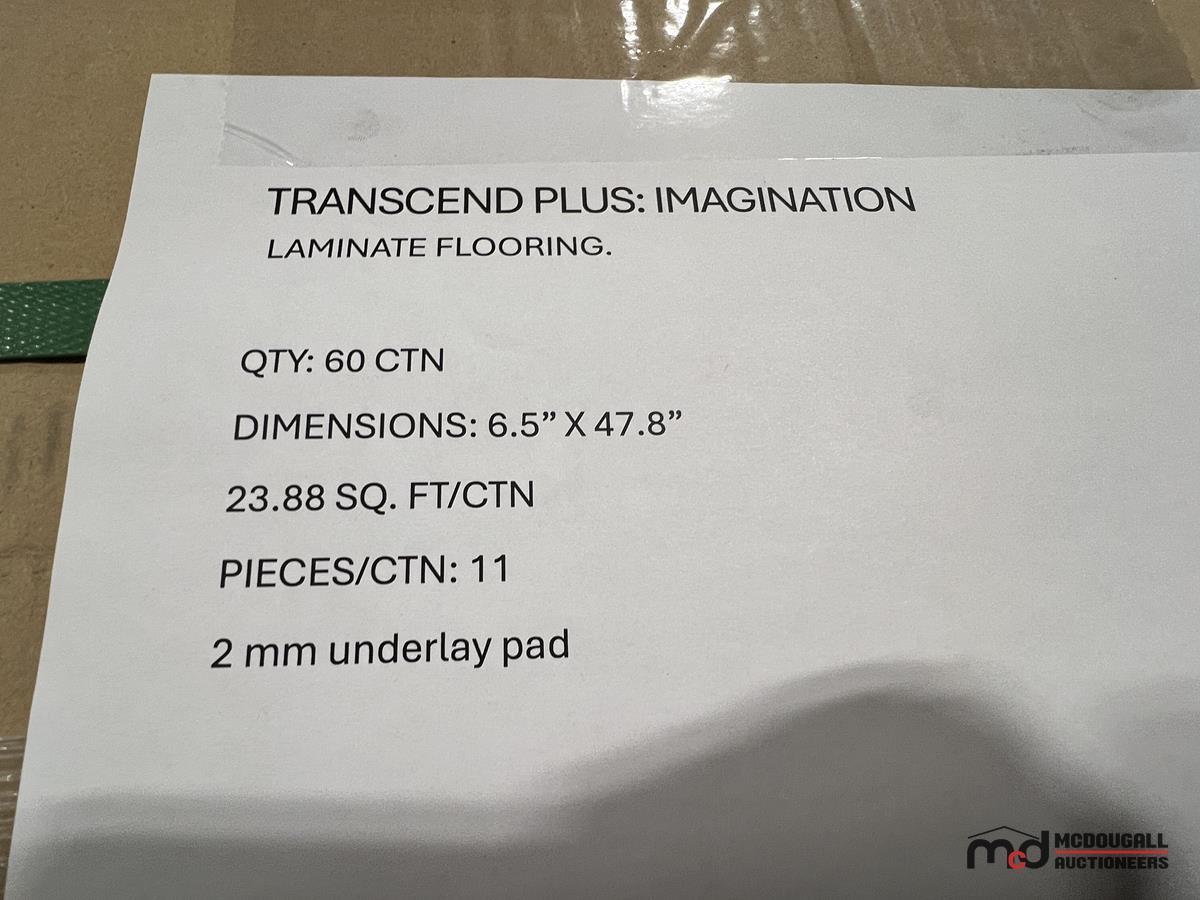 TRANSCEND PLUS: IMAGINATION
LAMINATE FLOORING.
QTY: 60 CTN
DIMENSIONS: 6.5” X 47.8”
23.88 SQ. FT/CTN
PIECES/CTN: 11
2 mm underlay pad
mcd MCDOUGALL
AUCTIONEERS